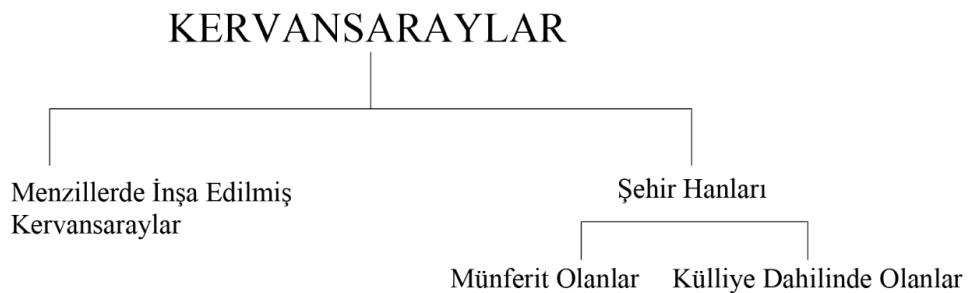 KERVANSARAYLAR
Menzillerde İnşa Edilmiş
Kervansaraylar
Şehir Hanları
Münferit Olanlar
Külliye Dahilinde Olanlar